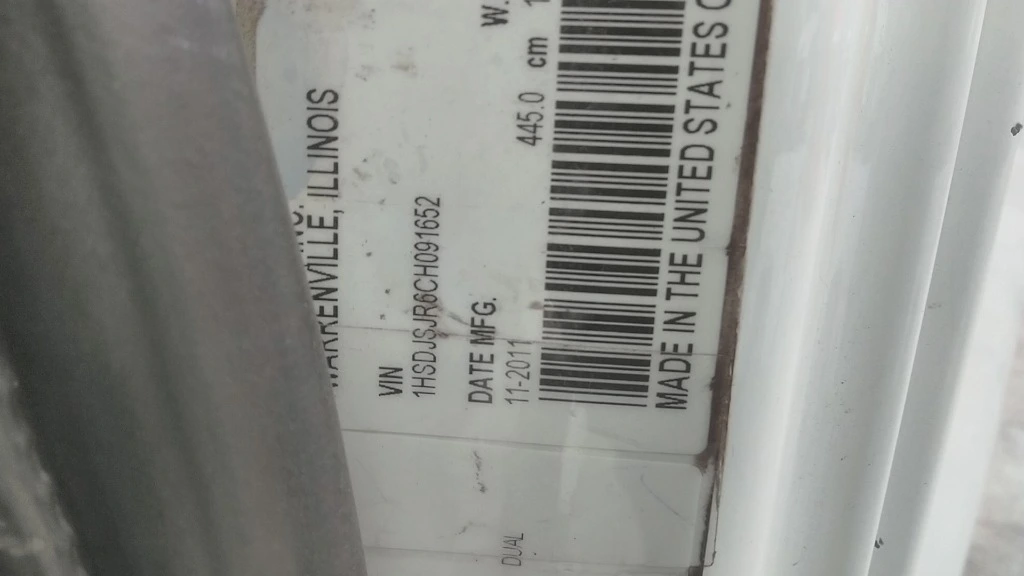 WARRENVILLE, ILLINOIS
VIN
1HSDJSJR6CH091652
DATE MFG.
11-2011
445.0 cm
MADE IN THE UNITED STATES
DUAL